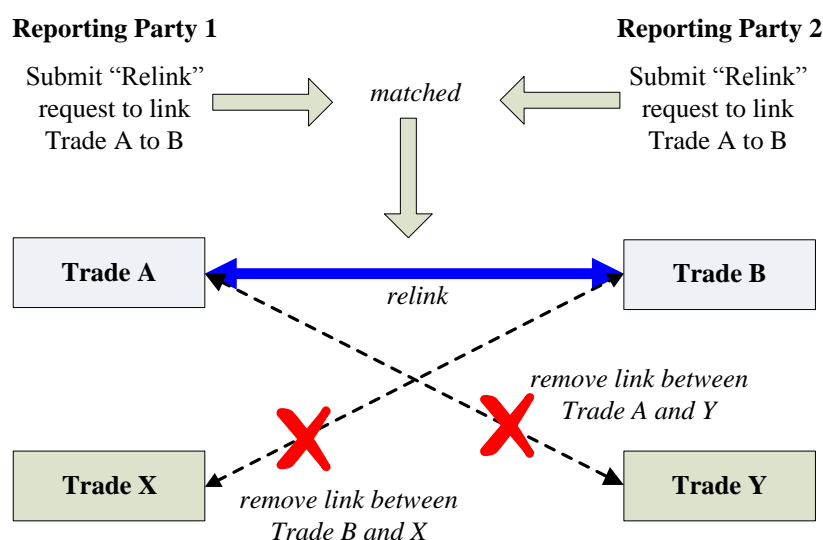 Reporting Party 1
Submit “Relink”
request to link
Trade A to B
matched
Reporting Party 2
Submit “Relink”
request to link
Trade A to B
Trade A
relink
Trade B
remove link between
Trade A and Y
Trade X
remove link between
Trade B and X
Trade Y